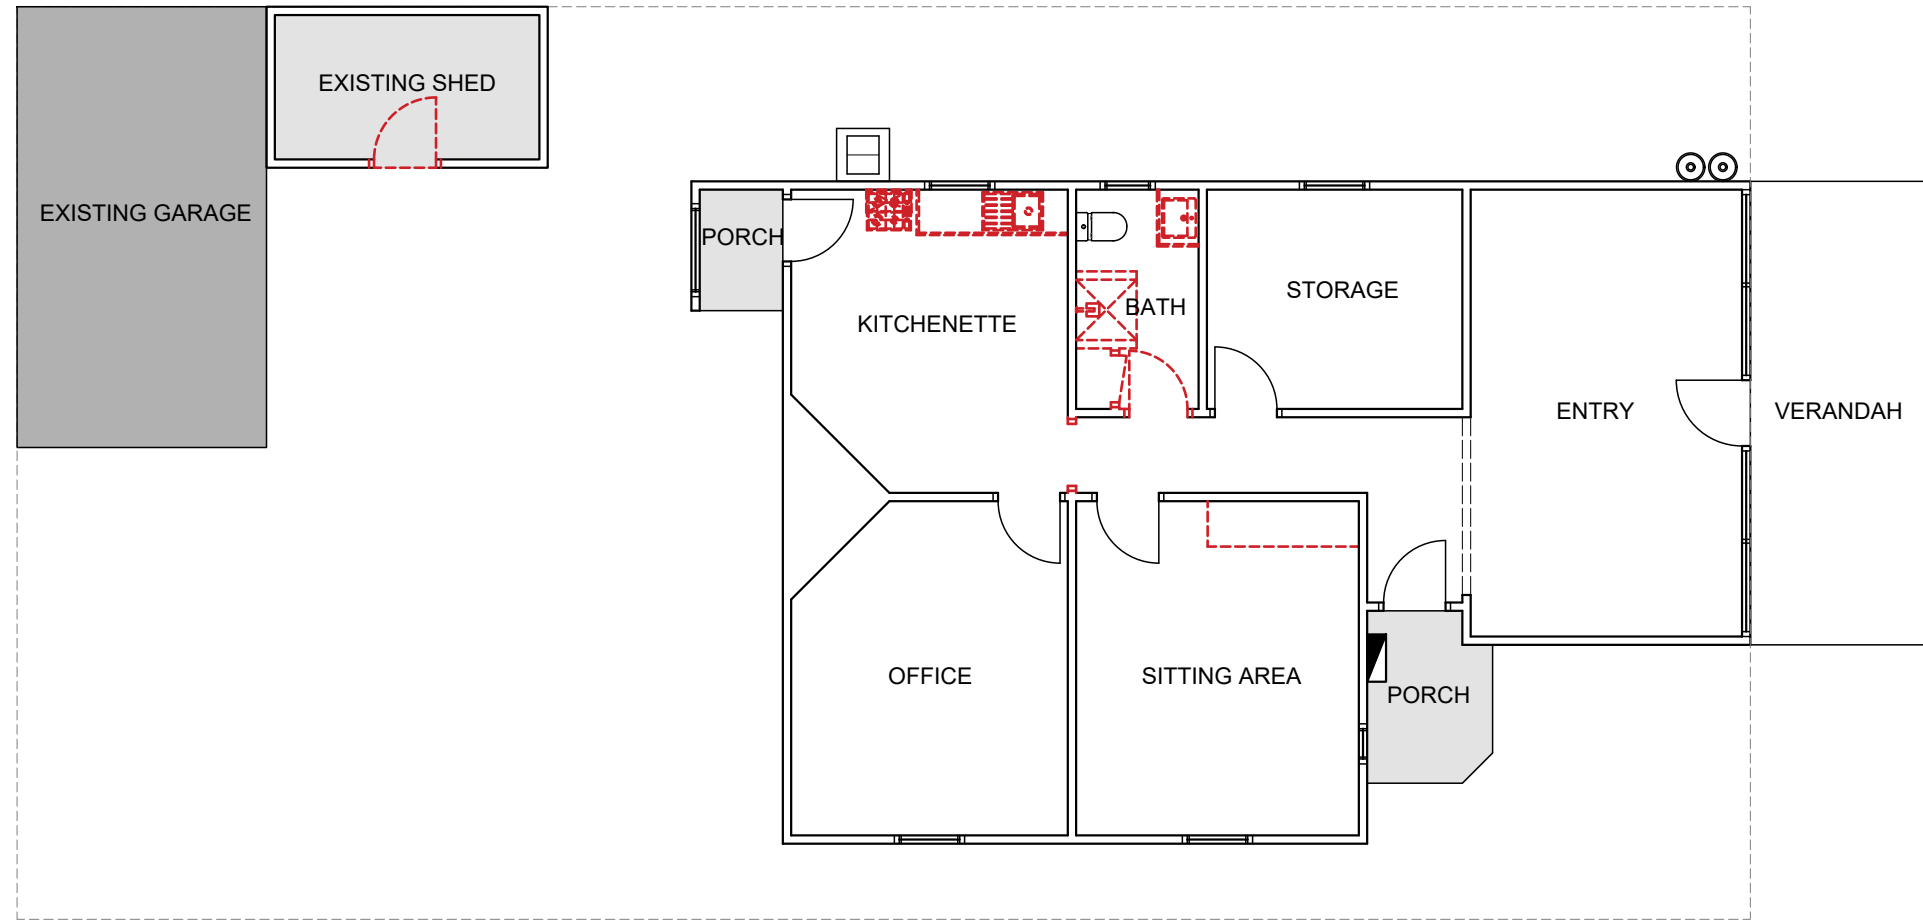 EXISTING SHED
EXISTING GARAGE
PORCH
STORAGE
BATH
KITCHENETTE
ENTRY
VERANDAH
OFFICE
SITTING AREA
PORCH